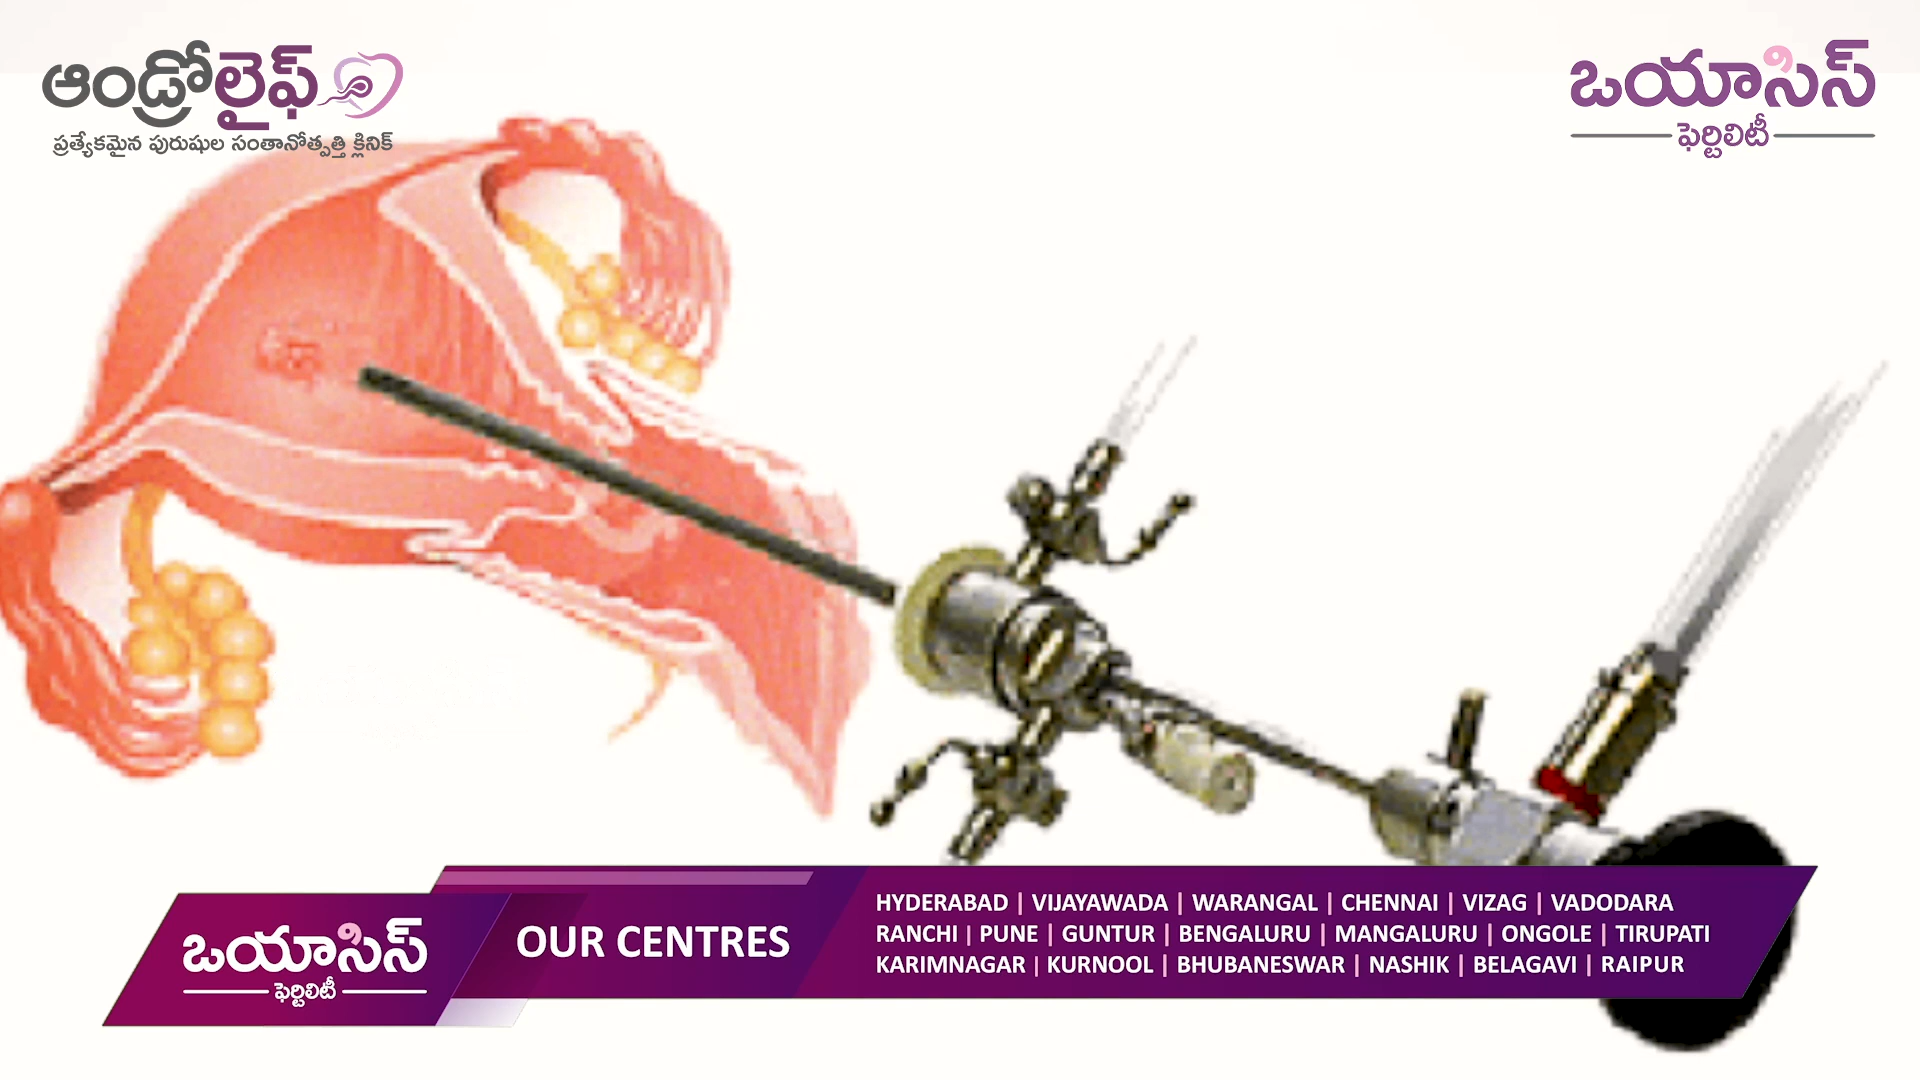 ఆండ్రోలైఫ్
ప్రత్యేకమైన పురుషుల సంతానోత్పత్తి క్లినిక్
ఒయాసిస్
ఫెర్టిలిటీ
ఒయాసిస్
ఫెర్టిలిటీ
OUR CENTRES
HYDERABAD | VIJAYAWADA | WARANGAL | CHENNAI | VIZAG | VADODARA
RANCHI | PUNE | GUNTUR | BENGALURU | MANGALURU | ONGOLE | TIRUPATI
KARIMNAGAR | KURNOOL | BHUBANESWAR | NASHIK | BELAGAVI | RAIPUR